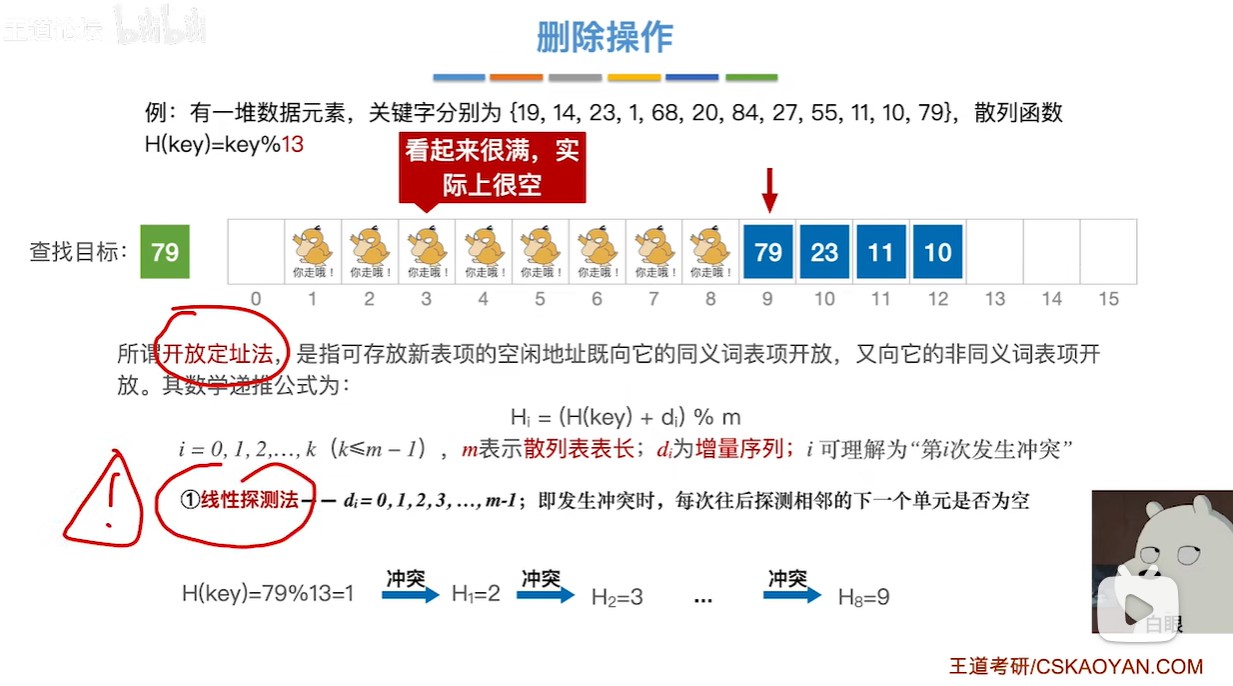 王道论坛 bilibili
删除操作
例：有一堆数据元素，关键字分别为 {19, 14, 23, 1, 68, 20, 84, 27, 55, 11, 10, 79}，散列函数
H(key)=key%13
看起来很满，实
际上很空
查找目标： 79
你走哦！ 你走哦！ 你走哦！ 你走哦！ 你走哦！ 你走哦！ 你走哦！ 你走哦！ 79 23 11 10
0 1 2 3 4 5 6 7 8 9 10 11 12 13 14 15
所谓开放定址法，是指可存放新表项的空闲地址既向它的同义词表项开放，又向它的非同义词表项开
放。其数学递推公式为：
Hᵢ = (H(key) + dᵢ) % m
i = 0, 1, 2,…, k（k≤m − 1），m表示散列表表长；dᵢ为增量序列；i 可理解为“第i次发生冲突”
①线性探测法—— dᵢ = 0, 1, 2, 3, …, m-1；即发生冲突时，每次往后探测相邻的下一个单元是否为空
冲突 冲突 冲突
H(key)=79%13=1 H₁=2 H₂=3 ... H₈=9
白眼
王道考研/CSKAOYAN.COM